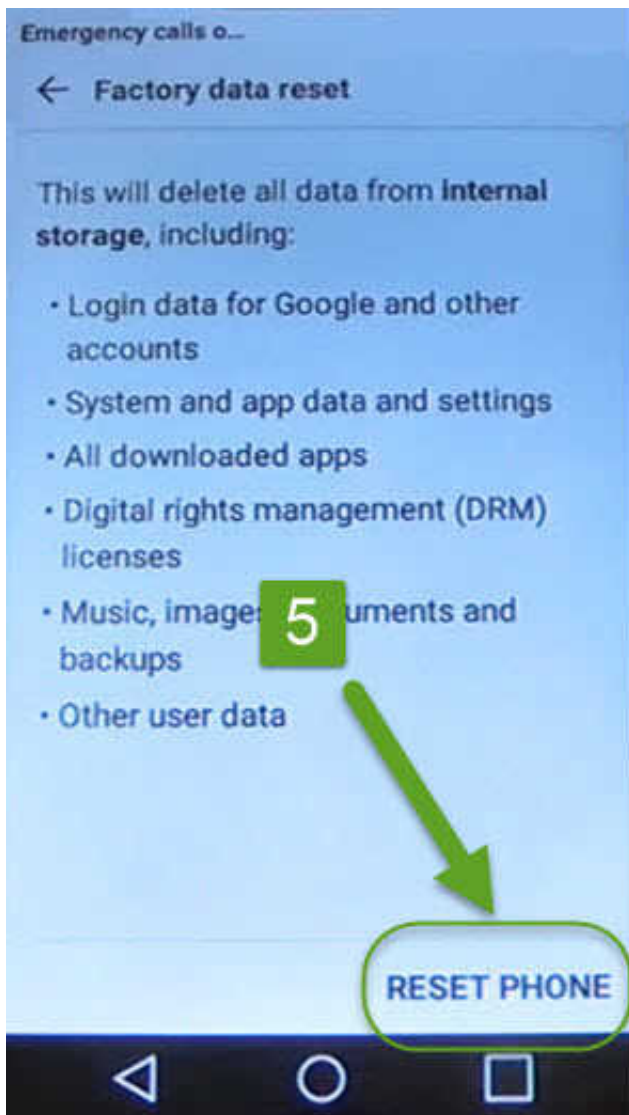 Emergency calls o...
← Factory data reset
This will delete all data from internal
storage, including:
• Login data for Google and other
accounts
• System and app data and settings
• All downloaded apps
• Digital rights management (DRM)
licenses
• Music, image 5 uments and
backups
• Other user data
RESET PHONE